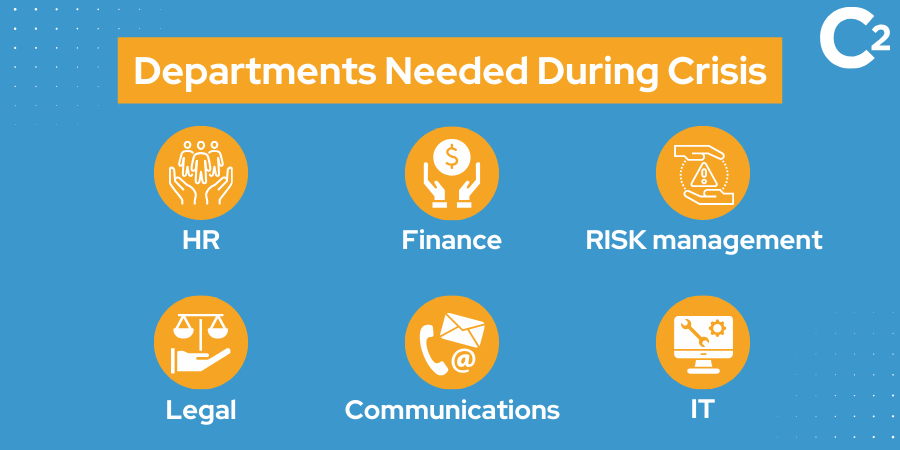 C2
Departments Needed During Crisis
HR
Finance
RISK management
Legal
Communications
IT